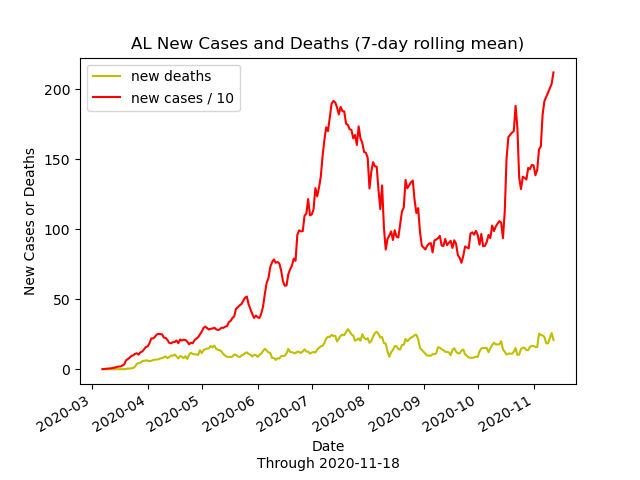 AL New Cases and Deaths (7-day rolling mean)
new deaths
new cases / 10
New Cases or Deaths
200
150
100
50
0
2020-03
2020-04
2020-05
2020-06
2020-07
2020-08
2020-09
2020-10
2020-11
Date
Through 2020-11-18